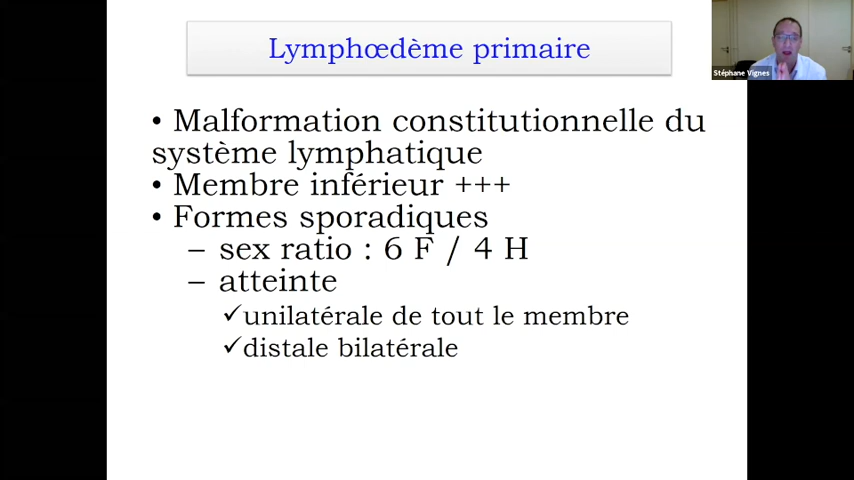 Lymphœdème primaire
Stéphane Vignes
• Malformation constitutionnelle du
système lymphatique
• Membre inférieur +++
• Formes sporadiques
– sex ratio : 6 F / 4 H
– atteinte
✓unilatérale de tout le membre
✓distale bilatérale